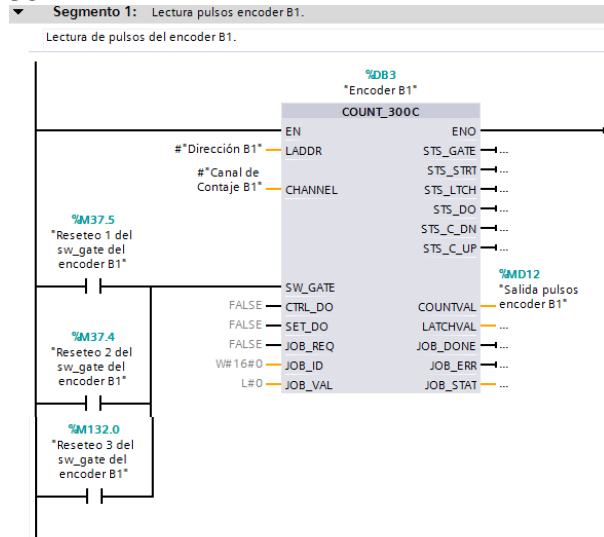 Segmento 1: Lectura pulsos encoder B1.
Lectura de pulsos del encoder B1.
%DB3
"Encoder B1"
COUNT_300C
EN ENO
#"Dirección B1" LADDR STS_GATE ...
#"Canal de
Contaje B1" CHANNEL
STS_STRT ...
STS_LTCH ...
STS_DO ...
STS_C_DN ...
STS_C_UP ...
%M37.5
"Reseteo 1 del
sw_gate del
encoder B1"
SW_GATE
%MD12
"Salida pulsos
encoder B1"
FALSE CTRL_DO COUNTVAL
FALSE SET_DO LATCHVAL ...
FALSE JOB_REQ JOB_DONE ...
W#16#0 JOB_ID JOB_ERR ...
L#0 JOB_VAL JOB_STAT ...
%M37.4
"Reseteo 2 del
sw_gate del
encoder B1"
%M132.0
"Reseteo 3 del
sw_gate del
encoder B1"